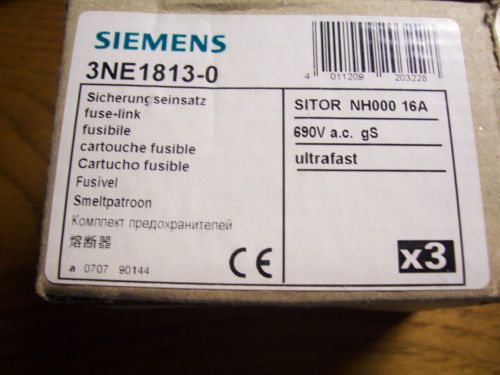 SIEMENS
3NE1813-0
4 011209 203228
Sicherungseinsatz
fuse-link
fusibile
cartouche fusible
Cartucho fusible
Fusível
Smeltpatroon
Комплект предохранителей
熔断器
a 0707 90144
CE
SITOR NH000 16A
690V a.c. gS
ultrafast
x3